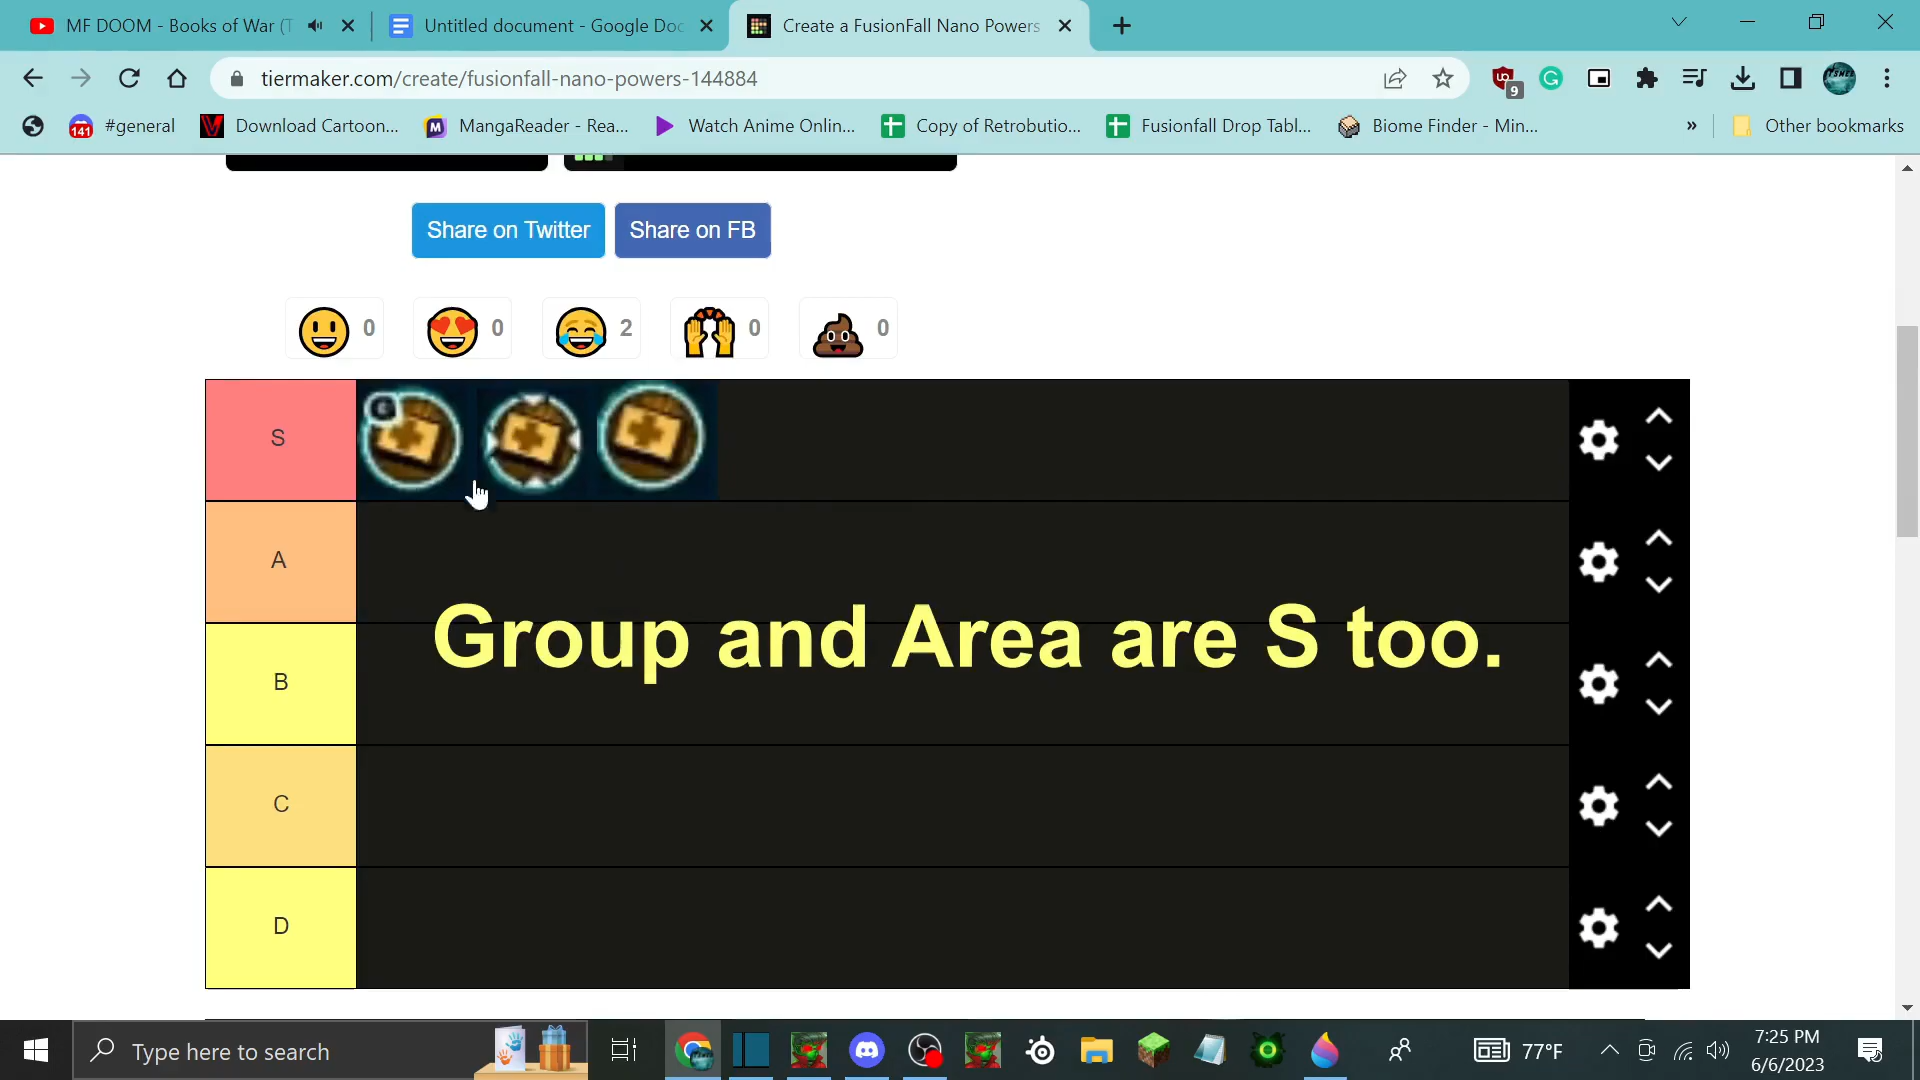 MF DOOM - Books of War (
Untitled document - Google Doc
Create a FusionFall Nano Powers
tiermaker.com/create/fusionfall-nano-powers-144884
9
141
#general
Download Cartoon...
MangaReader - Rea...
Watch Anime Onlin...
Copy of Retrobutio...
Fusionfall Drop Tabl...
Biome Finder - Min...
»
Other bookmarks
Share on Twitter
Share on FB
0
0
2
0
0
S
A
Group and Area are S too.
B
C
D
Type here to search
77°F
7:25 PM
6/6/2023